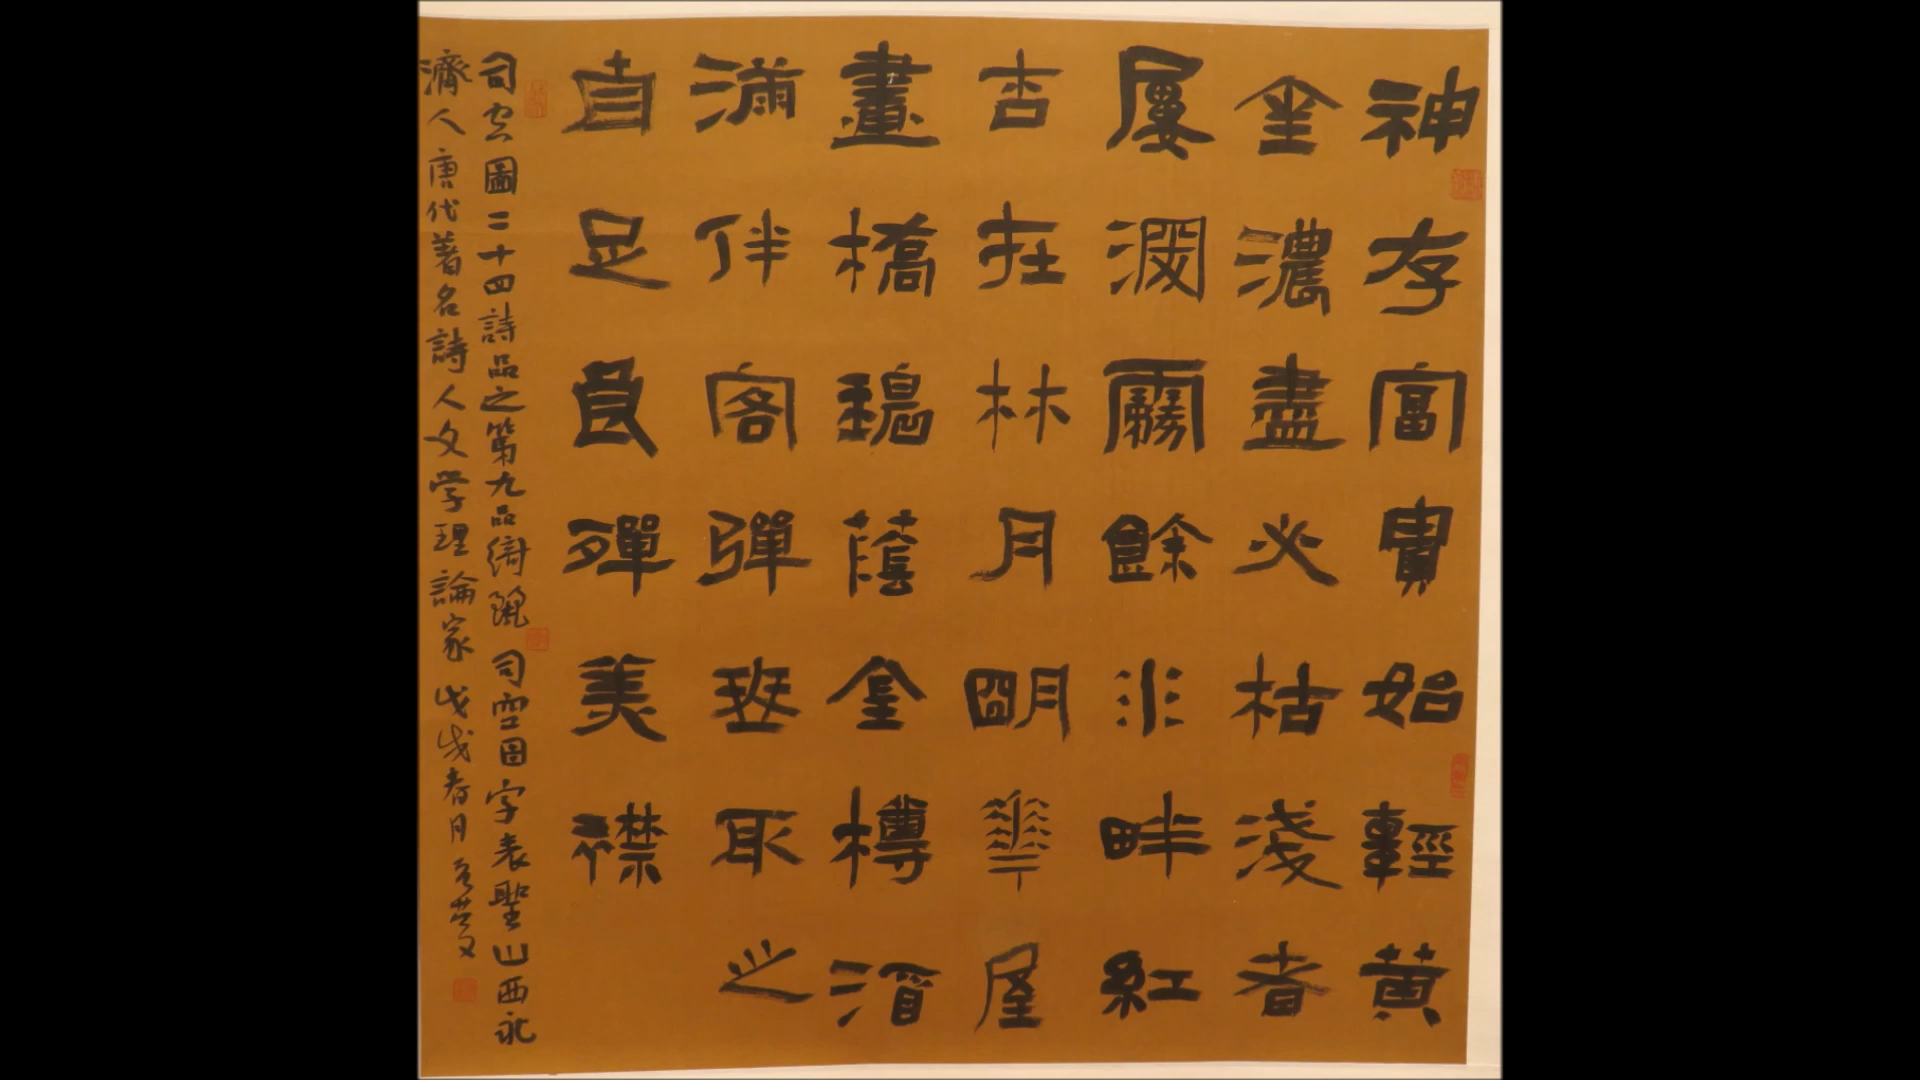 神存富貴始輕黃
金濃盡必枯淺者
屢深霧餘水畔紅
杏在林月明華屋
畫橋碧蔭金樽酒
滿伴客彈琴取之
自足良殫美襟
司空圖二十四詩品之第九品綺麗 司空圖字表聖山西永
濟人唐代著名詩人文学理論家 戊戌春月